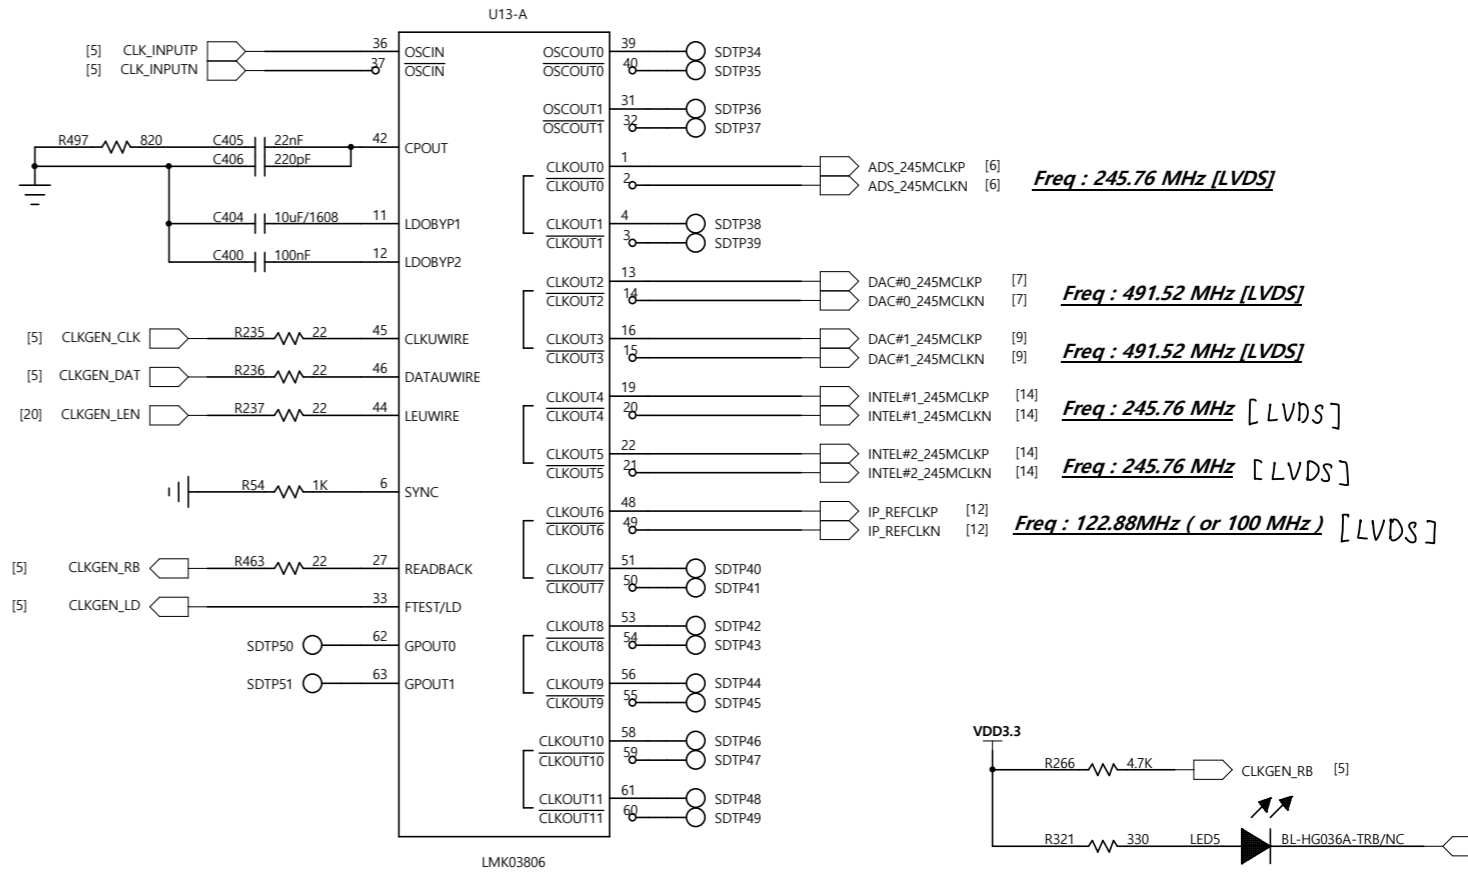 U13-A
[5] CLK_INPUTP 36 OSCIN OSCOUT0 39 SDTP34
[5] CLK_INPUTN 37 OSCIN OSCOUT0 40 SDTP35
OSCOUT1 31 SDTP36
OSCOUT1 32 SDTP37
R497 820 C405 22nF 42 CPOUT
C406 220pF
CLKOUT0 1 ADS_245MCLKP [6]
CLKOUT0 2 ADS_245MCLKN [6] Freq : 245.76 MHz [LVDS]
C404 10uF/1608 11 LDOBYP1 CLKOUT1 4 SDTP38
CLKOUT1 3 SDTP39
C400 100nF 12 LDOBYP2
CLKOUT2 13 DAC#0_245MCLKP [7]
CLKOUT2 14 DAC#0_245MCLKN [7] Freq : 491.52 MHz [LVDS]
[5] CLKGEN_CLK R235 22 45 CLKUWIRE CLKOUT3 16 DAC#1_245MCLKP [9]
CLKOUT3 15 DAC#1_245MCLKN [9] Freq : 491.52 MHz [LVDS]
[5] CLKGEN_DAT R236 22 46 DATAUWIRE
CLKOUT4 19 INTEL#1_245MCLKP [14]
[20] CLKGEN_LEN R237 22 44 LEUWIRE CLKOUT4 20 INTEL#1_245MCLKN [14] Freq : 245.76 MHz [LVDS]
CLKOUT5 22 INTEL#2_245MCLKP [14]
CLKOUT5 21 INTEL#2_245MCLKN [14] Freq : 245.76 MHz [LVDS]
R54 1K 6 SYNC
CLKOUT6 48 IP_REFCLKP [12]
CLKOUT6 49 IP_REFCLKN [12] Freq : 122.88MHz ( or 100 MHz ) [LVDS]
[5] CLKGEN_RB R463 22 27 READBACK CLKOUT7 51 SDTP40
CLKOUT7 50 SDTP41
[5] CLKGEN_LD 33 FTEST/LD
CLKOUT8 53 SDTP42
SDTP50 62 GPOUT0 CLKOUT8 54 SDTP43
SDTP51 63 GPOUT1 CLKOUT9 56 SDTP44
CLKOUT9 55 SDTP45
CLKOUT10 58 SDTP46
CLKOUT10 59 SDTP47
CLKOUT11 61 SDTP48
CLKOUT11 60 SDTP49
LMK03806
VDD3.3
R266 4.7K CLKGEN_RB [5]
R321 330 LED5 BL-HG036A-TRB/NC